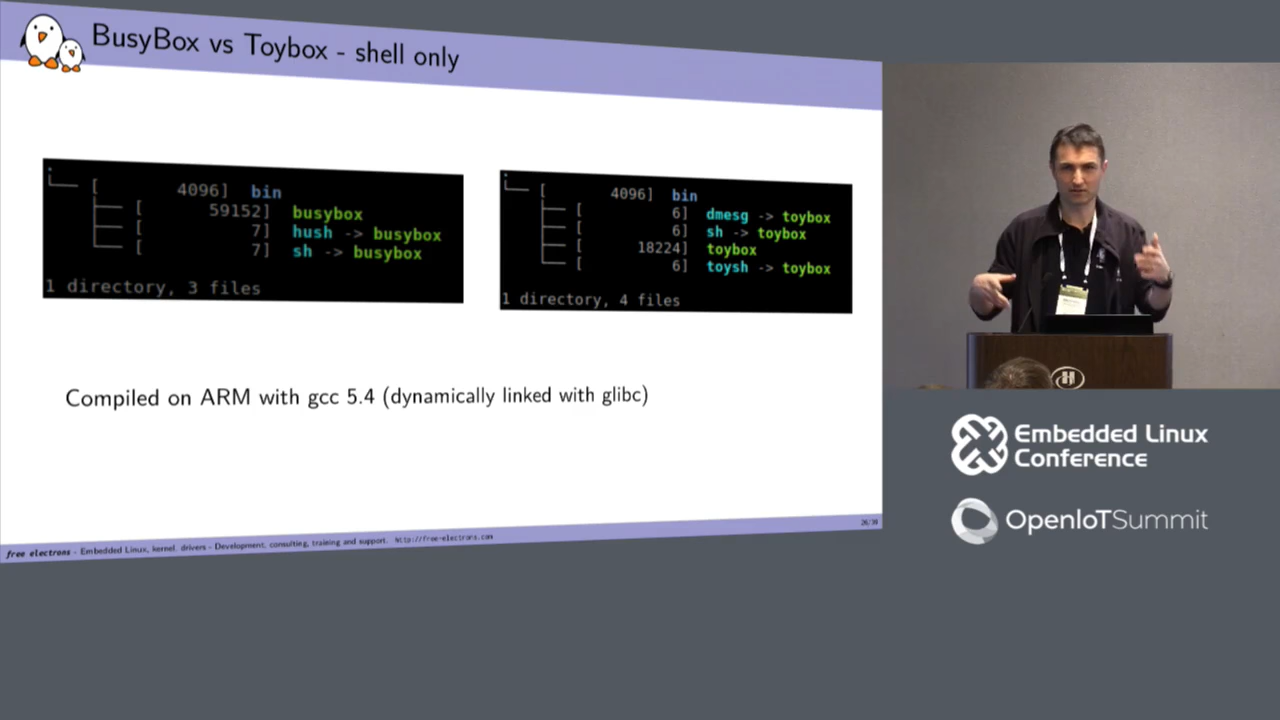 BusyBox vs Toybox - shell only
.
└── [ 4096] bin
├── [ 59152] busybox
├── [ 7] hush -> busybox
└── [ 7] sh -> busybox
1 directory, 3 files
.
└── [ 4096] bin
├── [ 6] dmesg -> toybox
├── [ 6] sh -> toybox
├── [ 18224] toybox
└── [ 6] toysh -> toybox
1 directory, 4 files
Compiled on ARM with gcc 5.4 (dynamically linked with glibc)
free electrons - Embedded Linux, kernel, drivers - Development, consulting, training and support. http://free-electrons.com
26/39
Embedded Linux
Conference
OpenIoTSummit